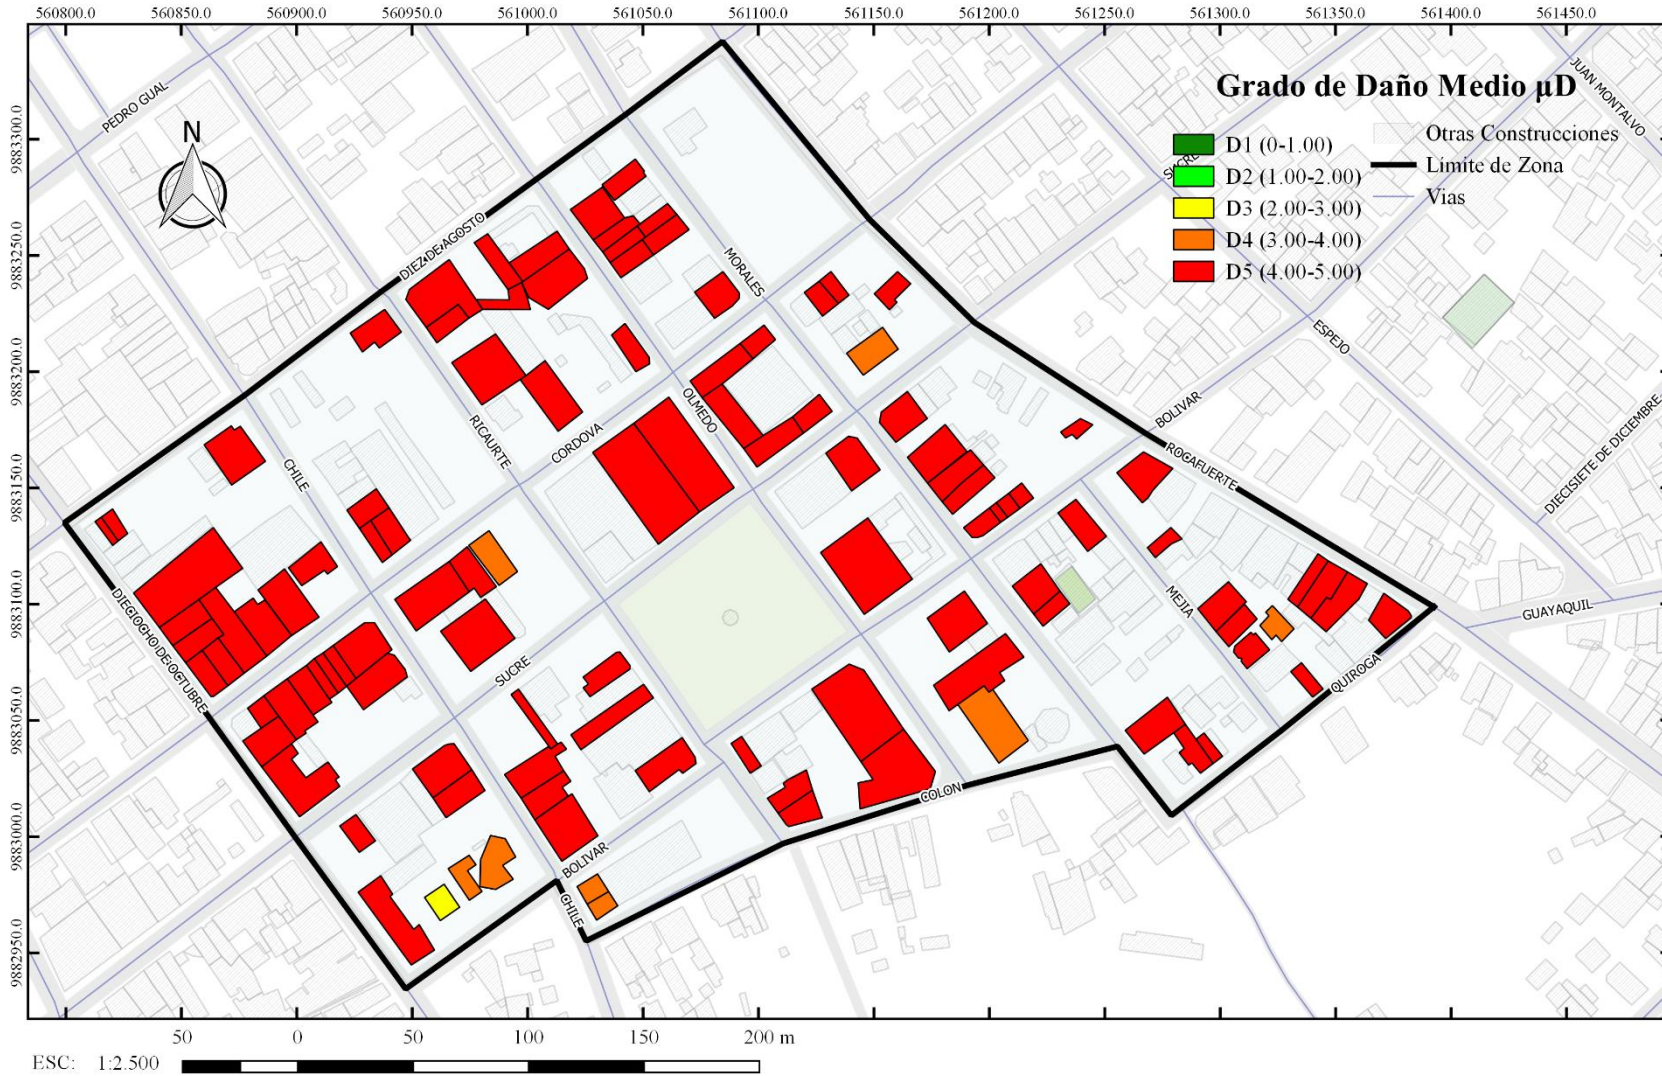 560800.0 560850.0 560900.0 560950.0 561000.0 561050.0 561100.0 561150.0 561200.0 561250.0 561300.0 561350.0 561400.0 561450.0
Grado de Daño Medio µD
D1 (0-1.00)
D2 (1.00-2.00)
D3 (2.00-3.00)
D4 (3.00-4.00)
D5 (4.00-5.00)
Otras Construcciones
Limite de Zona
Vias
N
9883300.0
9883250.0
9883200.0
9883150.0
9883100.0
9883050.0
9883000.0
9882950.0
PEDRO GUAL
JUAN MONTALVO
SUCRE
DIEZ DE AGOSTO
MORALES
ESPEJO
OLMEDO
BOLIVAR
RICAURTE
CORDOVA
CHILE
ROCAFUERTE
DIECISIETE DE DICIEMBRE
DIECIOCHO DE OCTUBRE
MEJIA
GUAYAQUIL
SUCRE
QUIROGA
COLON
BOLIVAR
CHILE
50 0 50 100 150 200 m
ESC: 1:2.500